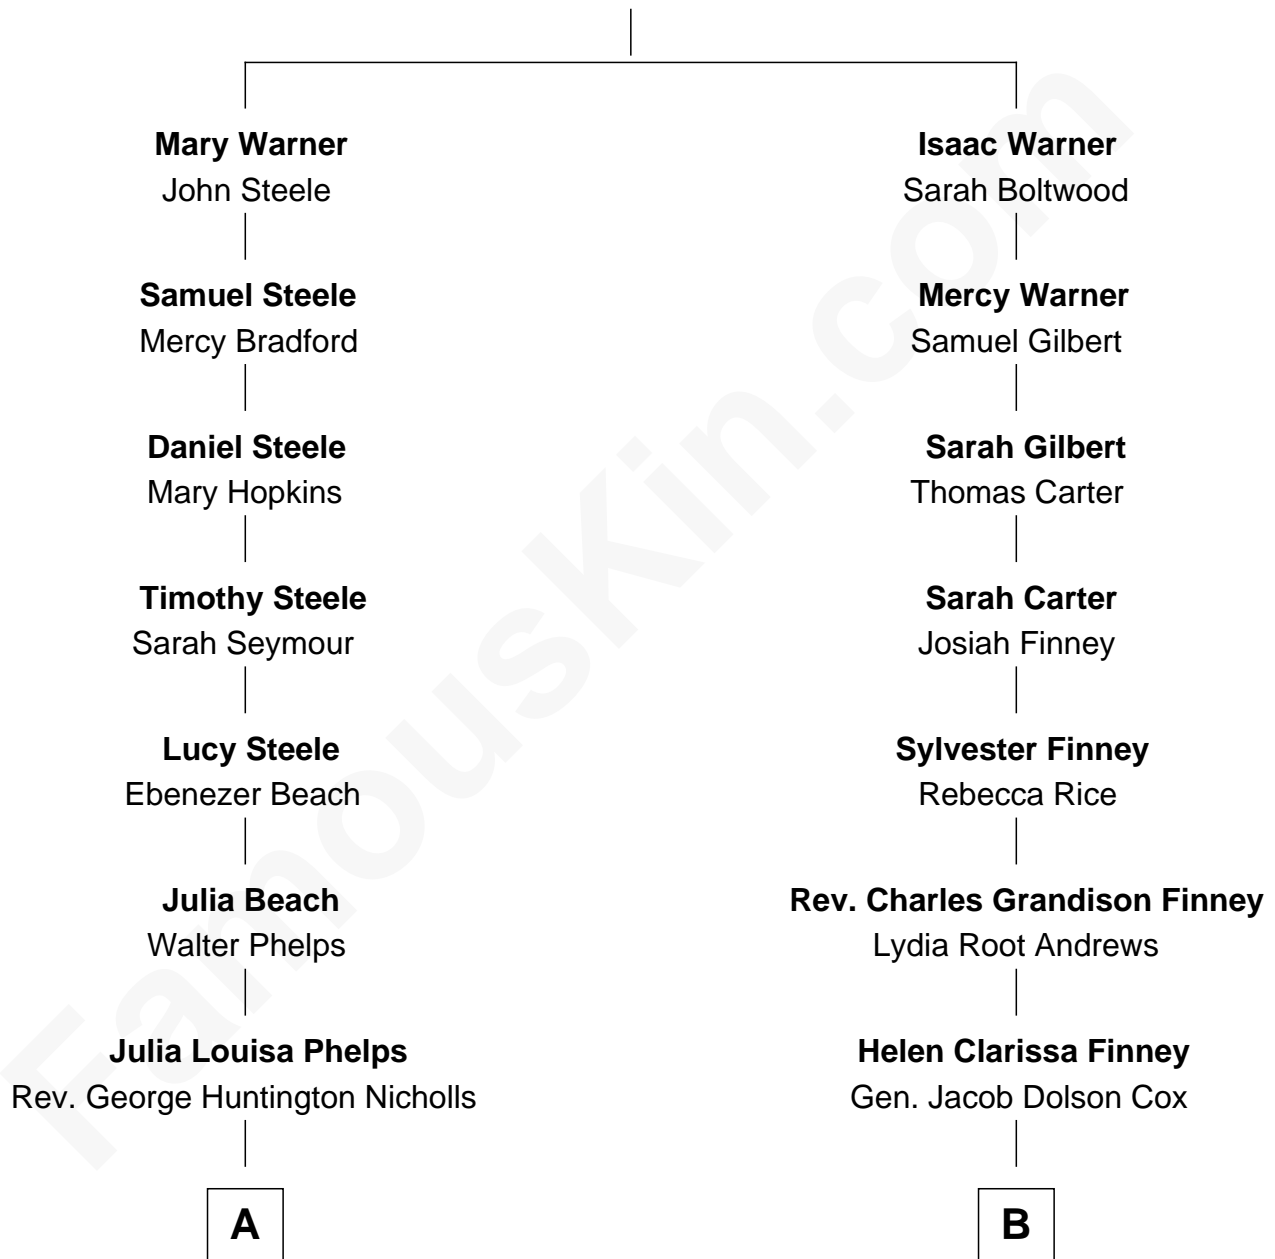 Mary Warner
John Steele
Isaac Warner
Sarah Boltwood
Samuel Steele
Mercy Bradford
Mercy Warner
Samuel Gilbert
Daniel Steele
Mary Hopkins
Sarah Gilbert
Thomas Carter
Timothy Steele
Sarah Seymour
Sarah Carter
Josiah Finney
Lucy Steele
Ebenezer Beach
Sylvester Finney
Rebecca Rice
Julia Beach
Walter Phelps
Rev. Charles Grandison Finney
Lydia Root Andrews
Julia Louisa Phelps
Rev. George Huntington Nicholls
Helen Clarissa Finney
Gen. Jacob Dolson Cox
A
B
FamousKin.com